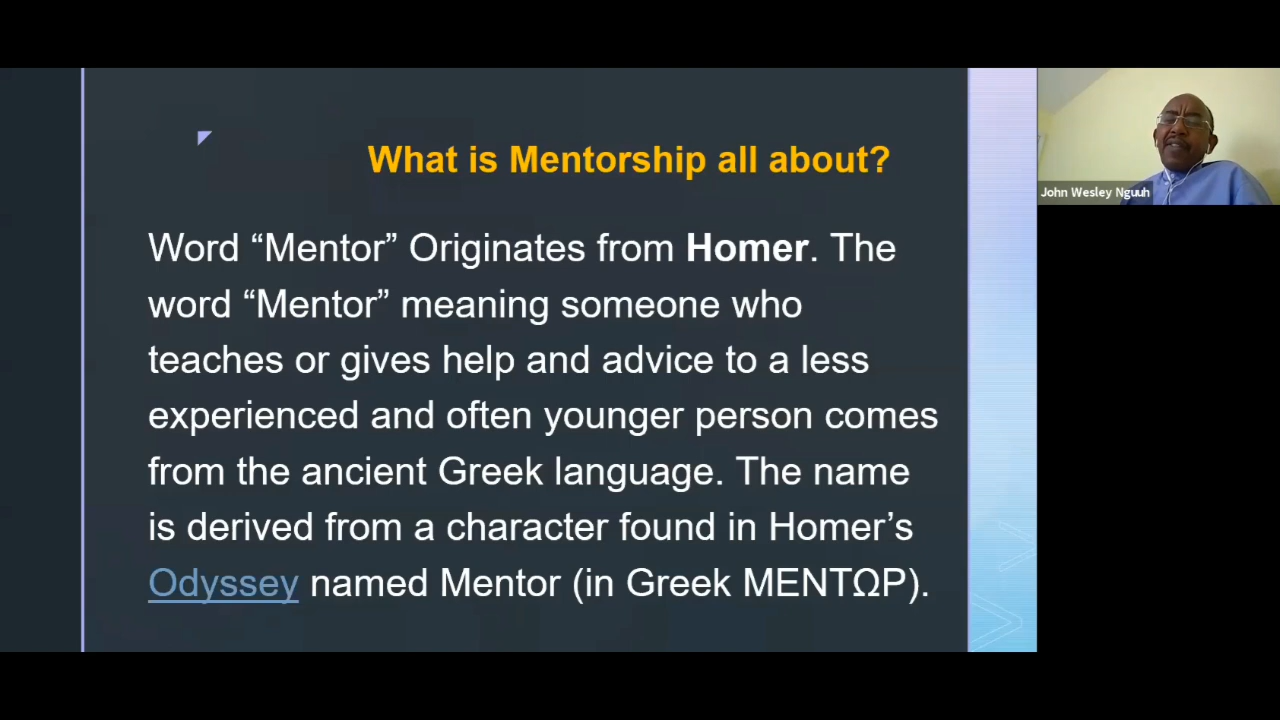 What is Mentorship all about?
Word “Mentor” Originates from Homer. The
word “Mentor” meaning someone who
teaches or gives help and advice to a less
experienced and often younger person comes
from the ancient Greek language. The name
is derived from a character found in Homer’s
Odyssey named Mentor (in Greek ΜΕΝΤΩΡ).
John Wesley Nguuh